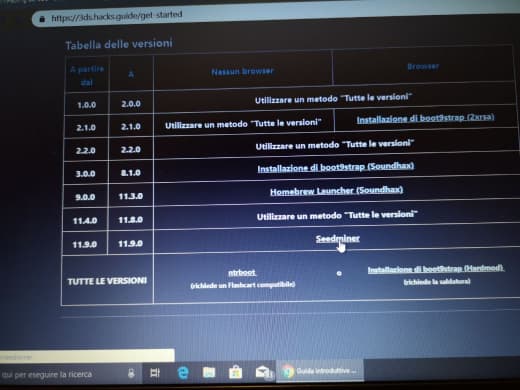 https://3ds.hacks.guide/get-started
Tabella delle versioni
A partire dal A Nessun browser Browser
1.0.0 2.0.0 Utilizzare un metodo "Tutte le versioni"
2.1.0 2.1.0 Utilizzare un metodo "Tutte le versioni" Installazione di boot9strap (2xrsa)
2.2.0 2.2.0 Utilizzare un metodo "Tutte le versioni"
3.0.0 8.1.0 Installazione di boot9strap (Soundhax)
9.0.0 11.3.0 Homebrew Launcher (Soundhax)
11.4.0 11.8.0 Utilizzare un metodo "Tutte le versioni"
11.9.0 11.9.0 Seedminer
TUTTE LE VERSIONI ntrboot o Installazione di boot9strap (Hardmod)
(richiede un Flashcart compatibile) (richiede la saldatura)
qui per eseguire la ricerca
Guida introduttiva ...